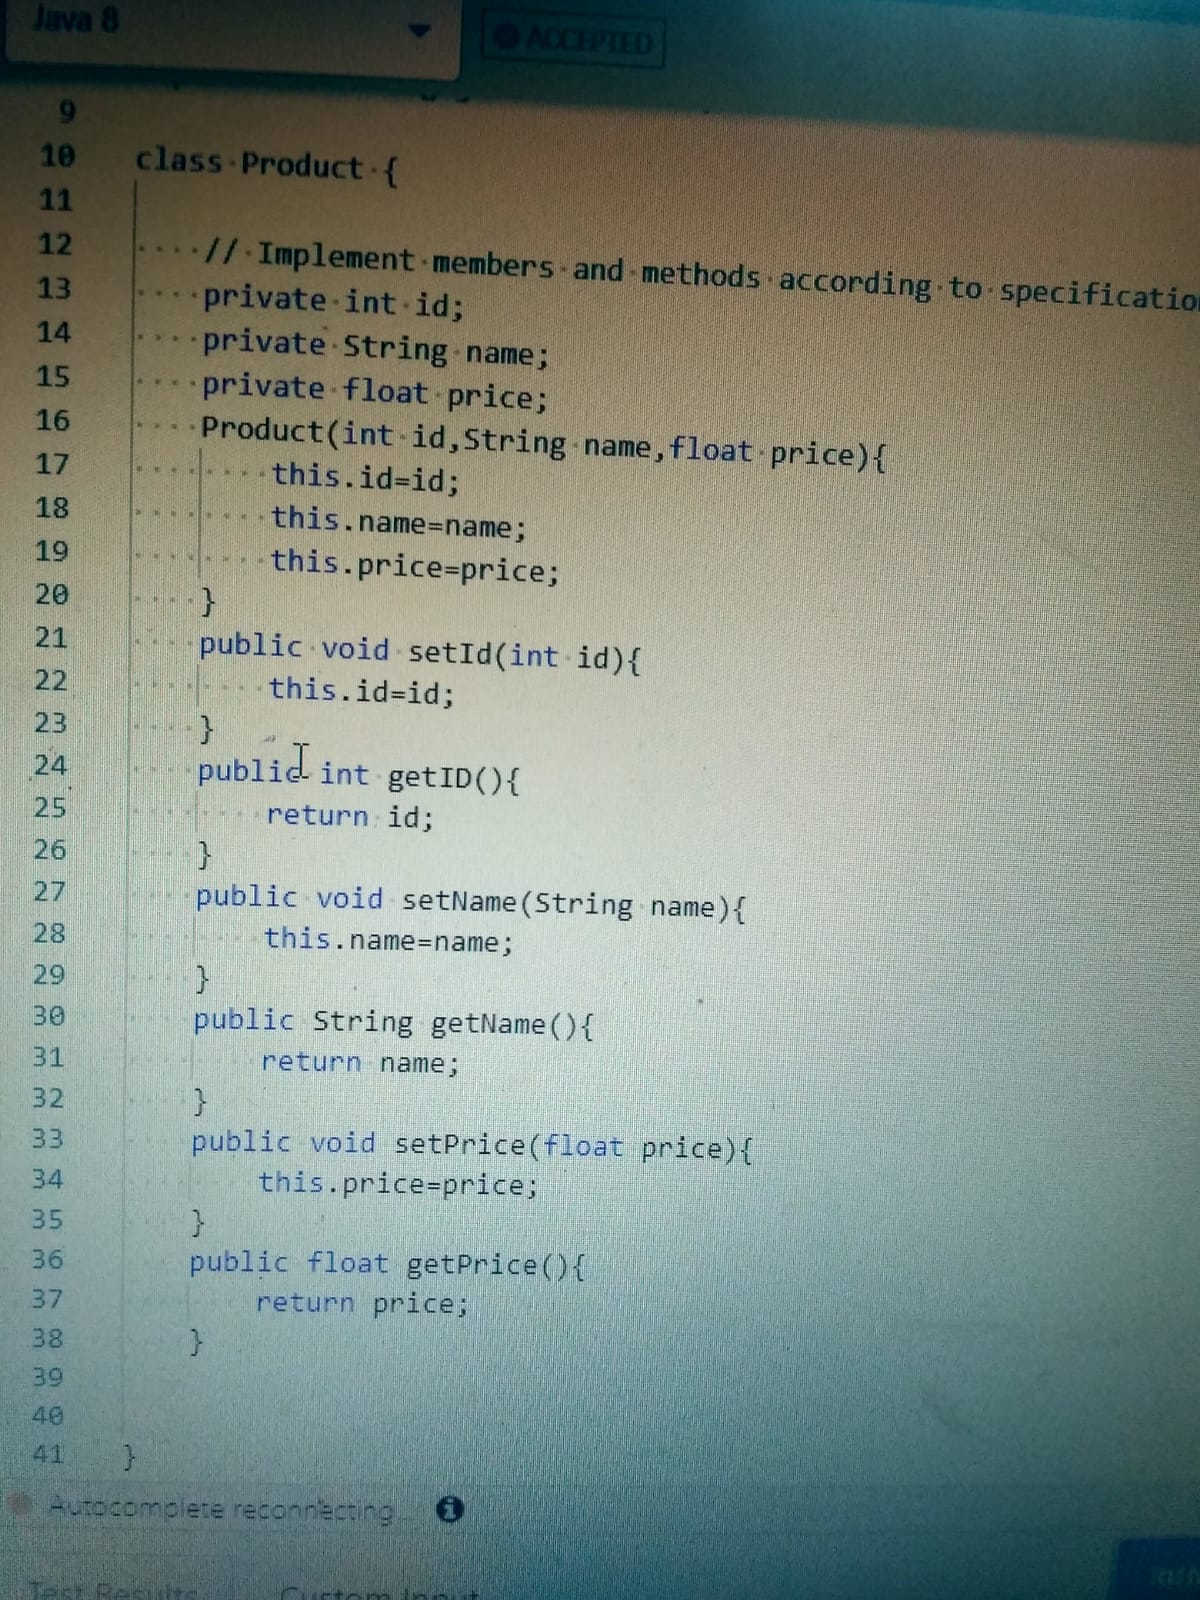 Java 8
ACCEPTED
9
10 class Product {
11
12 // Implement members and methods according to
13 private int id;
14 private String name;
15 private float price;
16 Product(int id,String name,float price){
17 this.id=id;
18 this.name=name;
19 this.price=price;
20 }
21 public void setId(int id){
22 this.id=id;
23 }
24 public int getID(){
25 return id;
26 }
27 public void setName(String name){
28 this.name=name;
29 }
30 public String getName(){
31 return name;
32 }
33 public void setPrice(float price){
34 this.price=price;
35 }
36 public float getPrice(){
37 return price;
38 }
39
40
41 }
Autocomplete reconnecting...
Test Results Custom Input